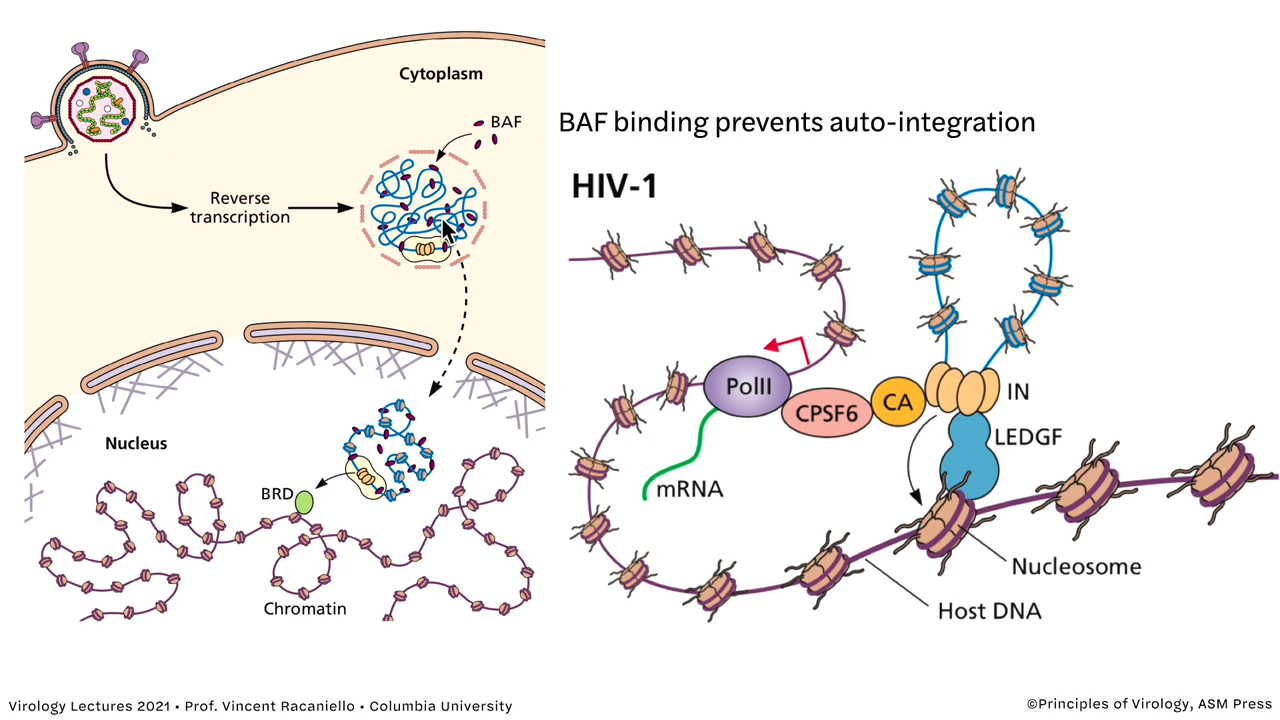 Cytoplasm
BAF
Reverse
transcription
Nucleus
BRD
Chromatin
BAF binding prevents auto-integration
HIV-1
PolII
CPSF6
CA
IN
LEDGF
mRNA
Nucleosome
Host DNA
Virology Lectures 2021 • Prof. Vincent Racaniello • Columbia University
©Principles of Virology, ASM Press